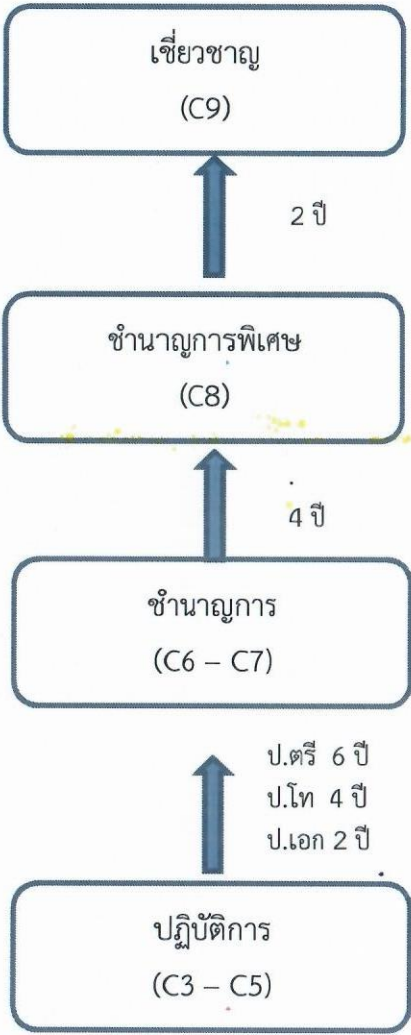 เชี่ยวชาญ
(C9)
2 ปี
ชำนาญการพิเศษ
(C8)
4 ปี
ชำนาญการ
(C6 – C7)
ป.ตรี 6 ปี
ป.โท 4 ปี
ป.เอก 2 ปี
ปฏิบัติการ
(C3 – C5)